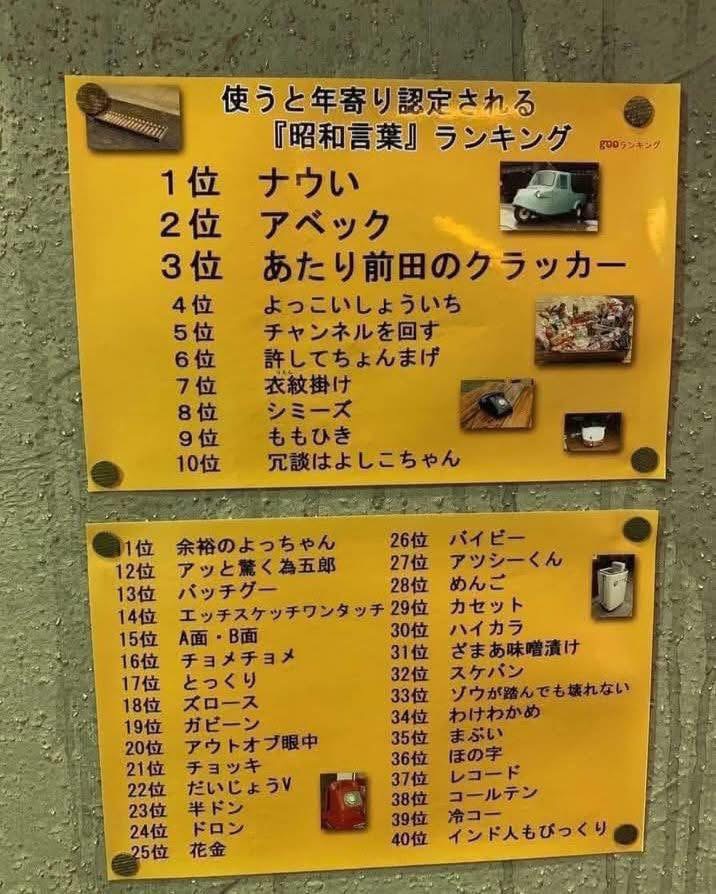 使うと年寄り認定される
『昭和言葉』ランキング
gooランキング
1位 ナウい
2位 アベック
3位 あたり前田のクラッカー
4位 よっこいしょういち
5位 チャンネルを回す
6位 許してちょんまげ
7位 衣紋掛け
8位 シミーズ
9位 ももひき
10位 冗談はよしこちゃん
11位 余裕のよっちゃん
12位 アッと驚く為五郎
13位 バッチグー
14位 エッチスケッチワンタッチ
15位 A面・B面
16位 チョメチョメ
17位 とっくり
18位 ズロース
19位 ガビーン
20位 アウトオブ眼中
21位 チョッキ
22位 だいじょうV
23位 半ドン
24位 ドロン
25位 花金
26位 バイビー
27位 アツシーくん
28位 めんご
29位 カセット
30位 ハイカラ
31位 ざまあ味噌漬け
32位 スケバン
33位 ゾウが踏んでも壊れない
34位 わけわかめ
35位 まぶい
36位 ほの字
37位 レコード
38位 コールテン
39位 冷コー
40位 インド人もびっくり